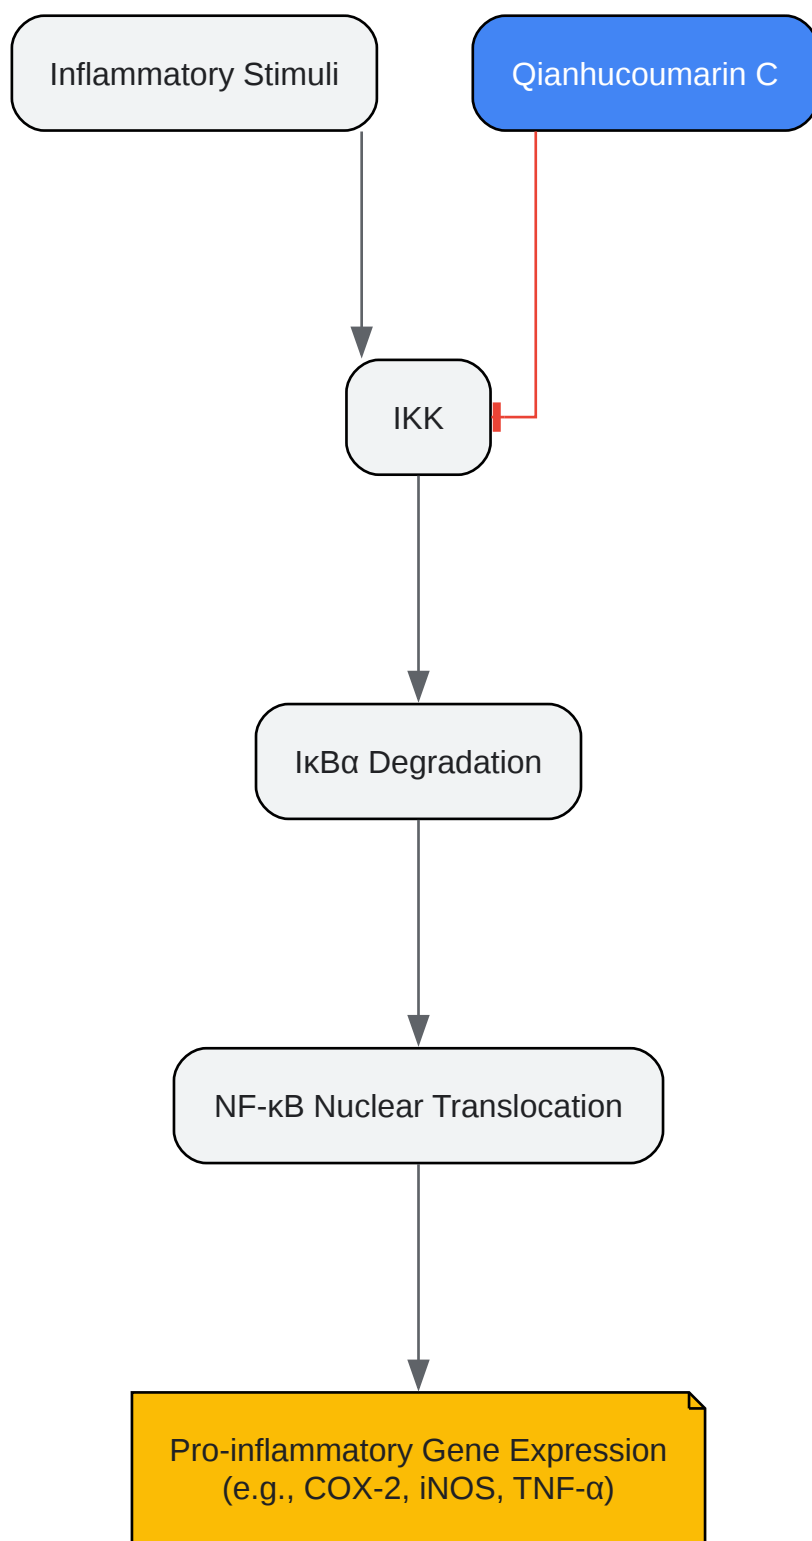 Inflammatory Stimuli
Qianhucoumarin C
IKK
IκBα Degradation
NF-κB Nuclear Translocation
Pro-inflammatory Gene Expression
(e.g., COX-2, iNOS, TNF-α)